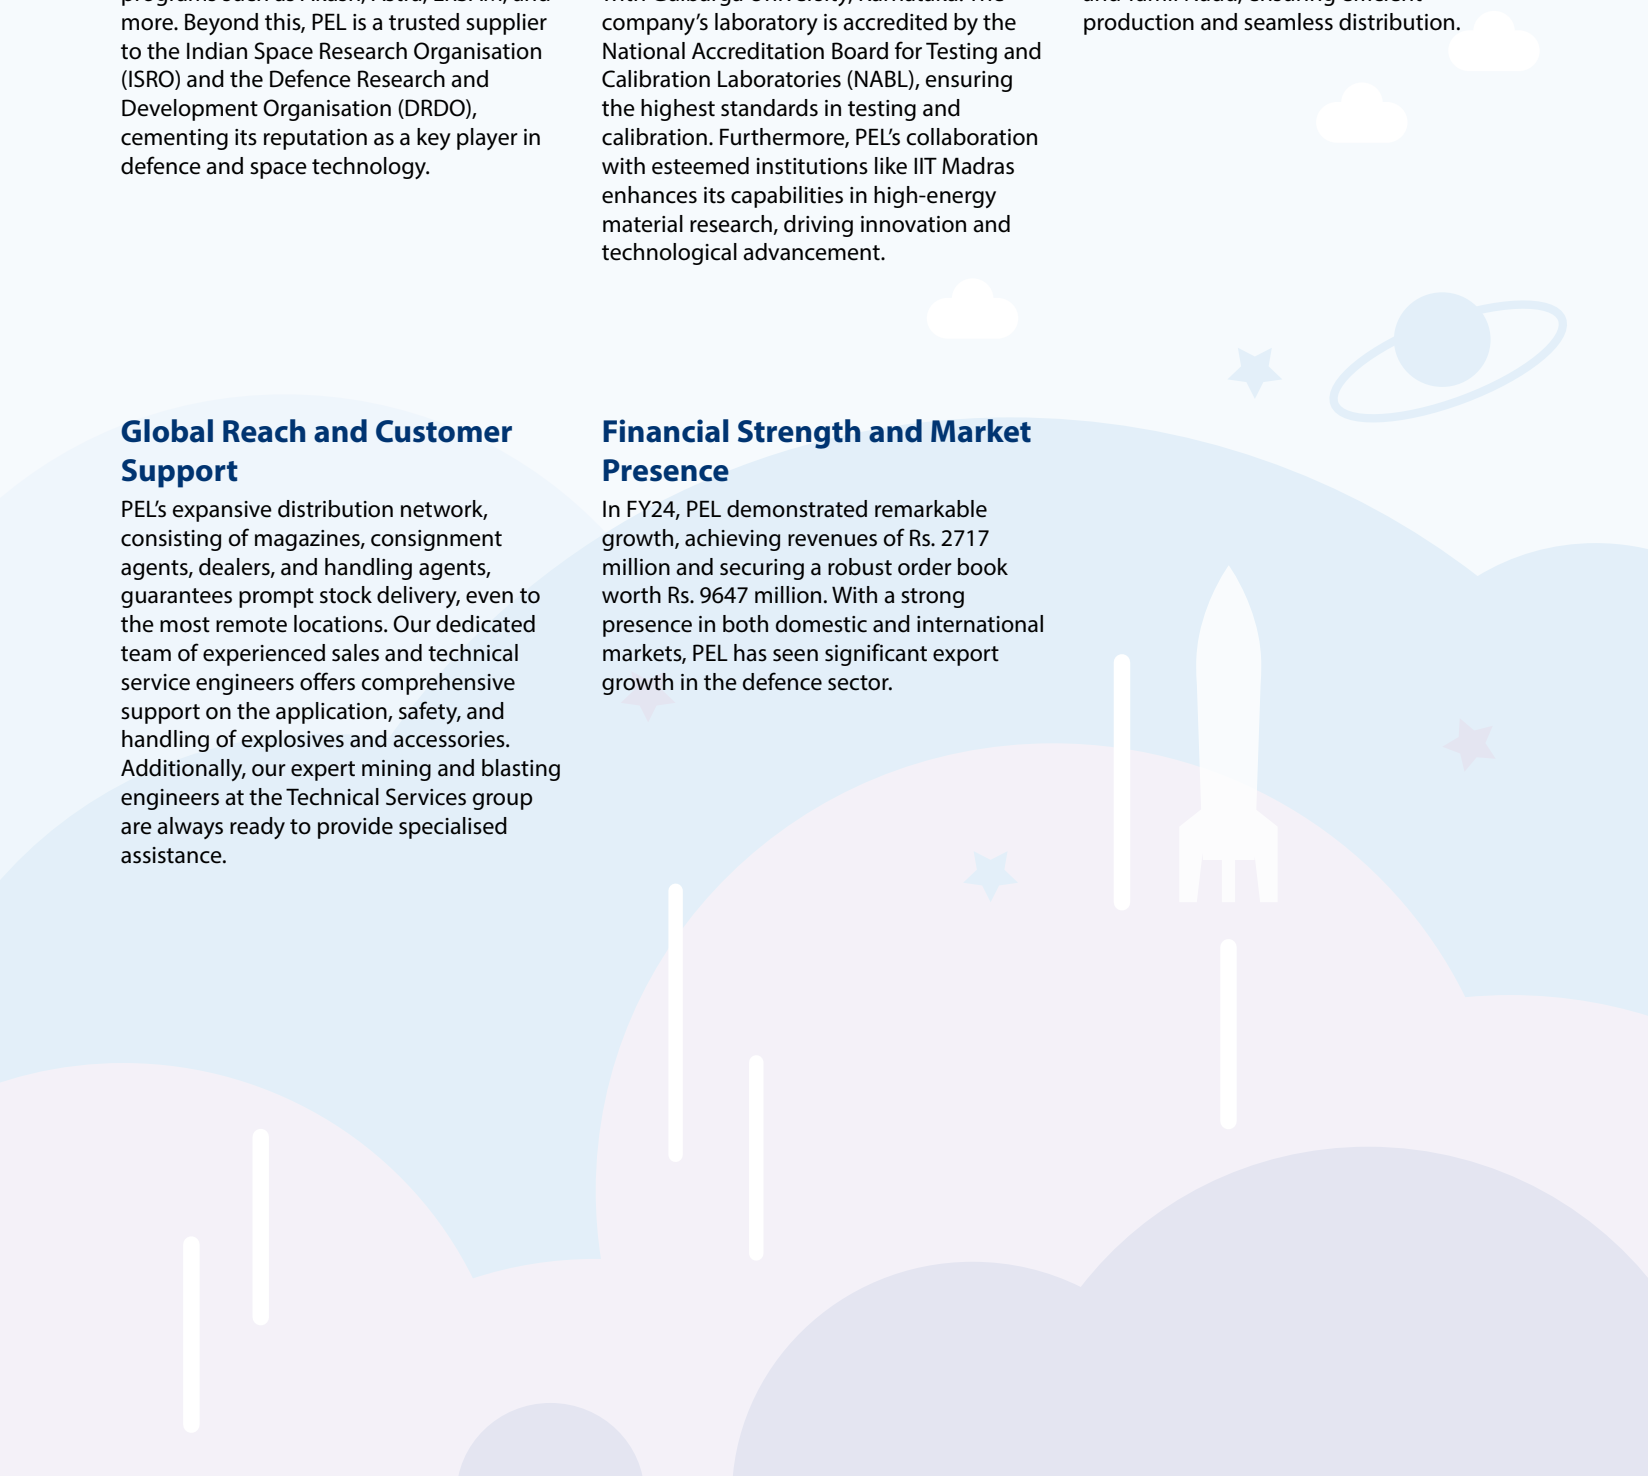 more. Beyond this, PEL is a trusted supplier
to the Indian Space Research Organisation
(ISRO) and the Defence Research and
Development Organisation (DRDO),
cementing its reputation as a key player in
defence and space technology.
company’s laboratory is accredited by the
National Accreditation Board for Testing and
Calibration Laboratories (NABL), ensuring
the highest standards in testing and
calibration. Furthermore, PEL’s collaboration
with esteemed institutions like IIT Madras
enhances its capabilities in high-energy
material research, driving innovation and
technological advancement.
production and seamless distribution.
Global Reach and Customer
Support
PEL’s expansive distribution network,
consisting of magazines, consignment
agents, dealers, and handling agents,
guarantees prompt stock delivery, even to
the most remote locations. Our dedicated
team of experienced sales and technical
service engineers offers comprehensive
support on the application, safety, and
handling of explosives and accessories.
Additionally, our expert mining and blasting
engineers at the Technical Services group
are always ready to provide specialised
assistance.
Financial Strength and Market
Presence
In FY24, PEL demonstrated remarkable
growth, achieving revenues of Rs. 2717
million and securing a robust order book
worth Rs. 9647 million. With a strong
presence in both domestic and international
markets, PEL has seen significant export
growth in the defence sector.